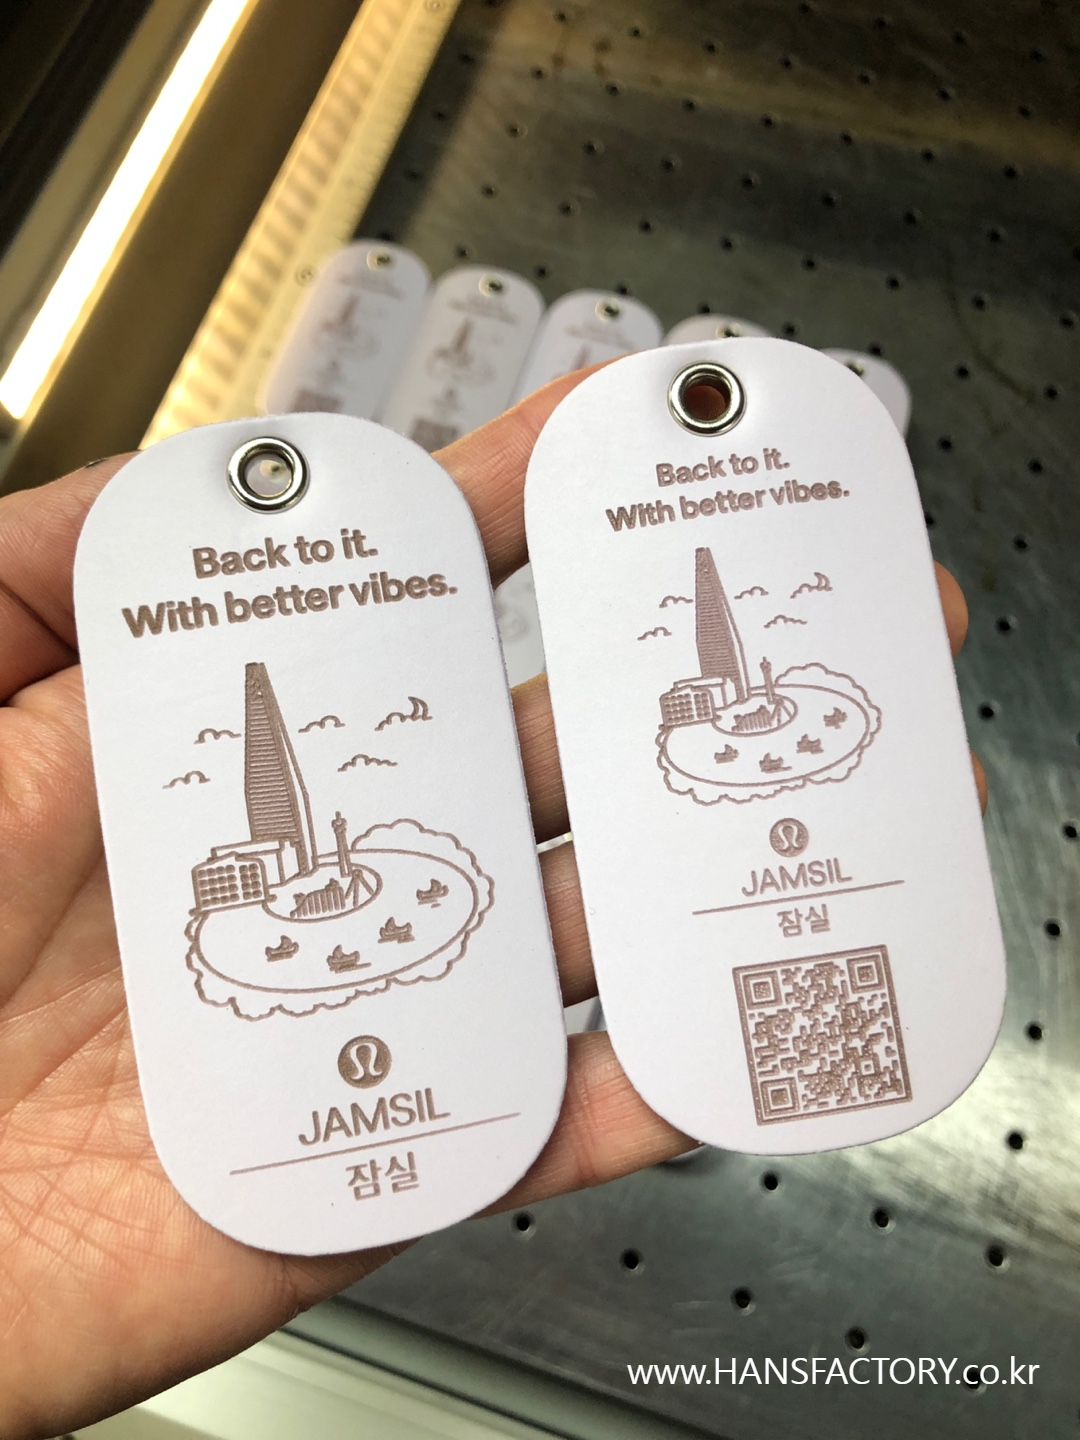 Back to it.
With better vibes.
JAMSIL
잠실
Back to it.
With better vibes.
JAMSIL
잠실
www.HANSFACTORY.co.kr